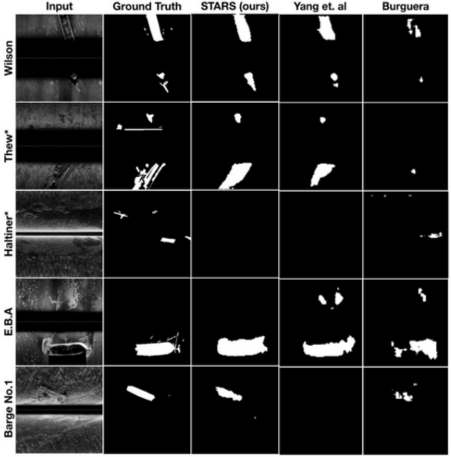 Input Ground Truth STARS (ours) Yang et. al Burguera
Wilson
Thew*
Haltiner*
E.B.A
Barge No.1